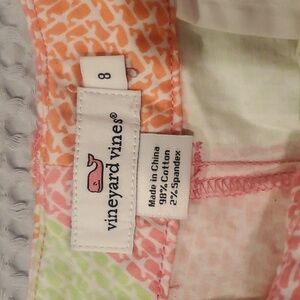 8
vineyard vines®
Made in China
98% Cotton
2% Spandex